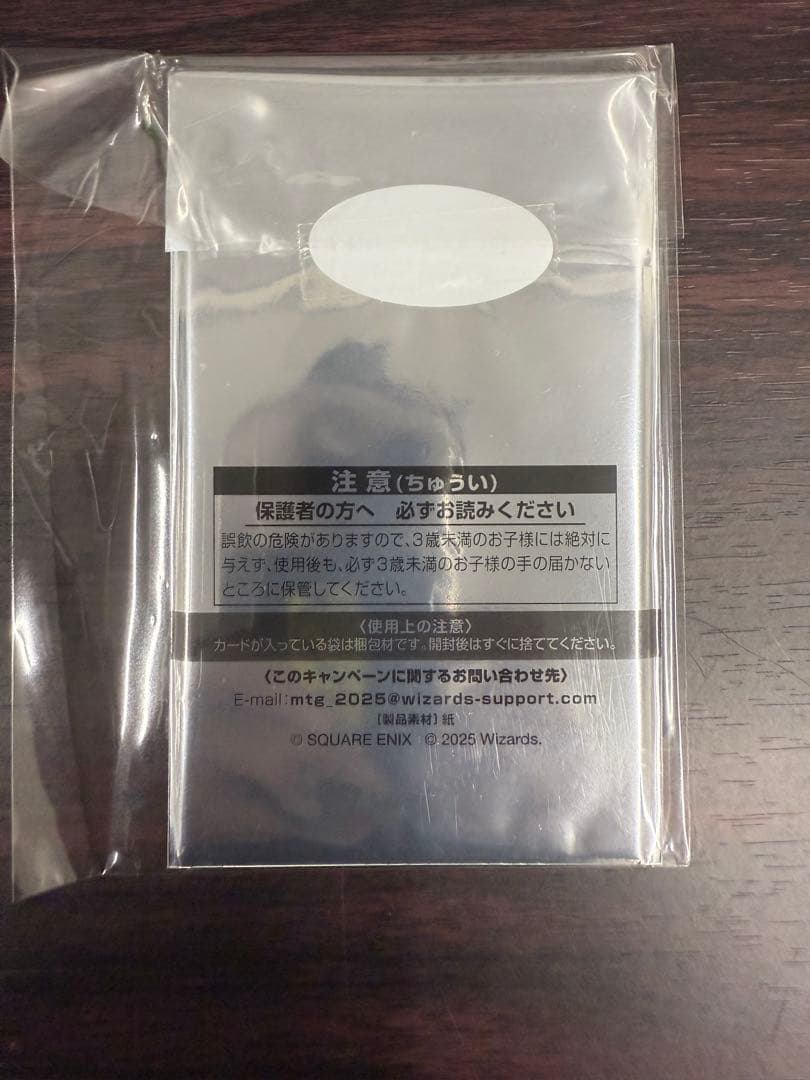 注意(ちゅうい)
保護者の方へ 必ずお読みください
誤飲の危険がありますので、3歳未満のお子様には絶対に
与えず、使用後も、必ず3歳未満のお子様の手の届かない
ところに保管してください。
〈使用上の注意〉
カードが入っている袋は梱包材です。開封後はすぐに捨ててください。
〈このキャンペーンに関するお問い合わせ先〉
E-mail:mtg_2025@wizards-support.com
[製品素材]紙
© SQUARE ENIX © 2025 Wizards.